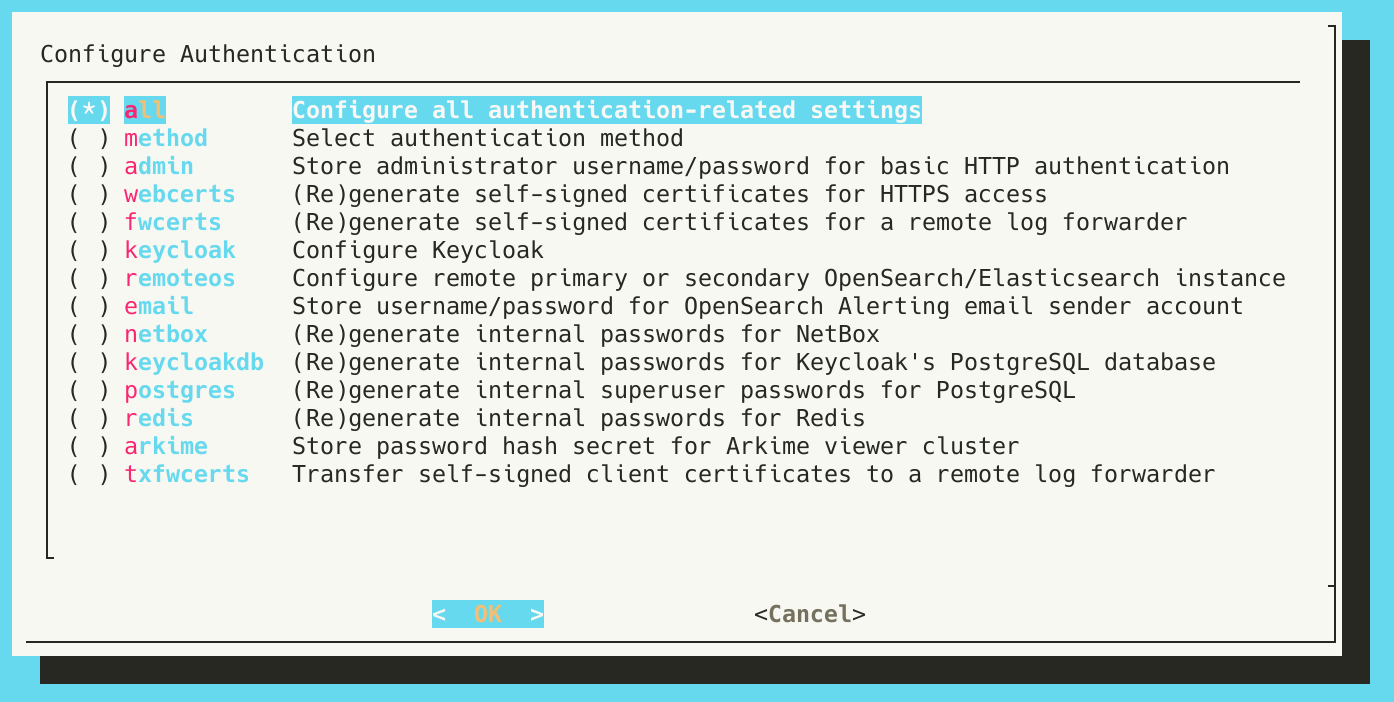 Configure Authentication
(*) all Configure all authentication-related settings
( ) method Select authentication method
( ) admin Store administrator username/password for basic HTTP authentication
( ) webcerts (Re)generate self-signed certificates for HTTPS access
( ) fwcerts (Re)generate self-signed certificates for a remote log forwarder
( ) keycloak Configure Keycloak
( ) remoteos Configure remote primary or secondary OpenSearch/Elasticsearch instance
( ) email Store username/password for OpenSearch Alerting email sender account
( ) netbox (Re)generate internal passwords for NetBox
( ) keycloakdb (Re)generate internal passwords for Keycloak's PostgreSQL database
( ) postgres (Re)generate internal superuser passwords for PostgreSQL
( ) redis (Re)generate internal passwords for Redis
( ) arkime Store password hash secret for Arkime viewer cluster
( ) txfwcerts Transfer self-signed client certificates to a remote log forwarder
< OK > <Cancel>